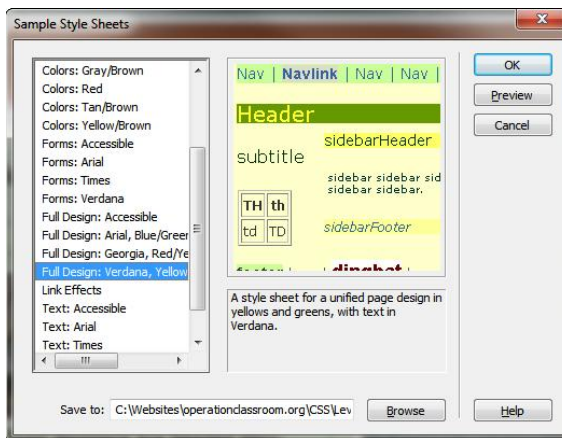 Sample Style Sheets
Colors: Gray/Brown
Colors: Red
Colors: Tan/Brown
Colors: Yellow/Brown
Forms: Accessible
Forms: Arial
Forms: Times
Forms: Verdana
Full Design: Accessible
Full Design: Arial, Blue/Green
Full Design: Georgia, Red/Ye
Full Design: Verdana, Yellow
Link Effects
Text: Accessible
Text: Arial
Text: Times
Nav | Navlink | Nav | Nav |
Header
subtitle
sidebarHeader
sidebar sidebar sid
sidebar sidebar.
TH th
td TD
sidebarFooter
footer | dingbat |
A style sheet for a unified page design in
yellows and greens, with text in
Verdana.
OK
Preview
Cancel
Save to: C:\Websites\operationclassroom.org\CSS\Lev
Browse
Help